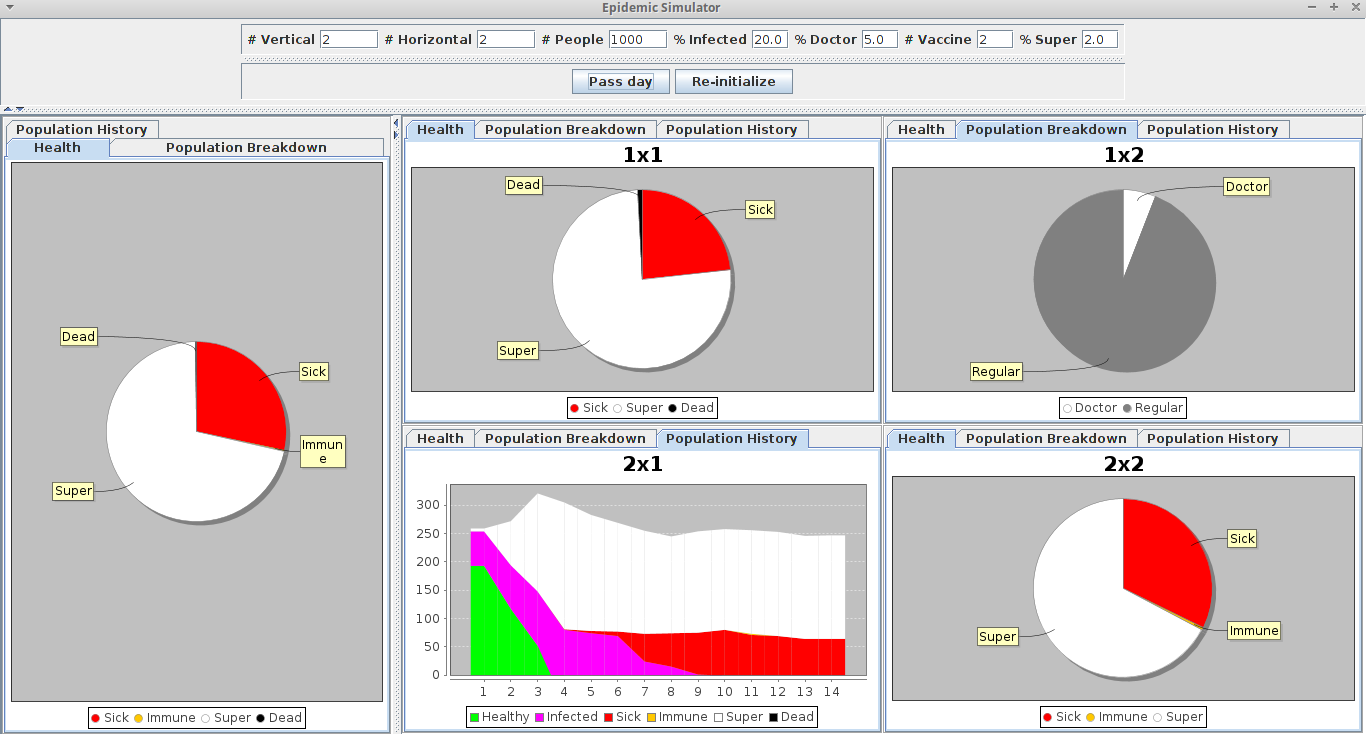 Epidemic Simulator
# Vertical 2 # Horizontal 2 # People 1000 % Infected 20.0 % Doctor 5.0 # Vaccine 2 % Super 2.0
Pass day Re-initialize
Population History
Health Population Breakdown
Dead
Sick
Immun
e
Super
Sick Immune Super Dead
Health Population Breakdown Population History
1x1
Dead
Sick
Super
Sick Super Dead
Health Population Breakdown Population History
1x2
Doctor
Regular
Doctor Regular
Health Population Breakdown Population History
2x1
300
250
200
150
100
50
0
1 2 3 4 5 6 7 8 9 10 11 12 13 14
Healthy Infected Sick Immune Super Dead
Health Population Breakdown Population History
2x2
Sick
Immune
Super
Sick Immune Super